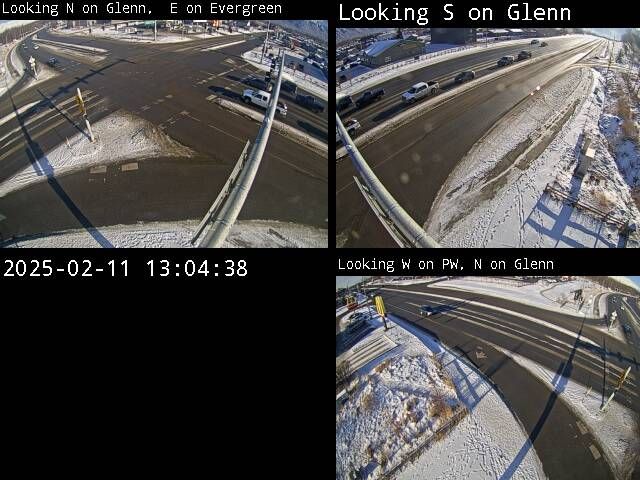 Looking N on Glenn,  E on Evergreen
Looking S on Glenn
2025-02-11 13:04:38
Looking W on PW, N on Glenn